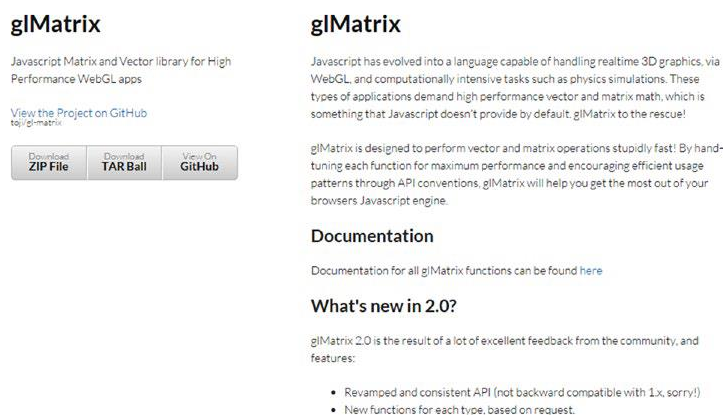 glMatrix
Javascript Matrix and Vector library for High
Performance WebGL apps
View the Project on GitHub
toji/gl-matrix
Download
ZIP File
Download
TAR Ball
View On
GitHub
glMatrix
Javascript has evolved into a language capable of handling realtime 3D graphics, via
WebGL, and computationally intensive tasks such as physics simulations. These
types of applications demand high performance vector and matrix math, which is
something that Javascript doesn't provide by default. glMatrix to the rescue!
glMatrix is designed to perform vector and matrix operations stupidly fast! By hand-
tuning each function for maximum performance and encouraging efficient usage
patterns through API conventions, glMatrix will help you get the most out of your
browsers Javascript engine.
Documentation
Documentation for all glMatrix functions can be found here
What's new in 2.0?
glMatrix 2.0 is the result of a lot of excellent feedback from the community, and
features:
• Revamped and consistent API (not backward compatible with 1.x, sorry!)
• New functions for each type, based on request.